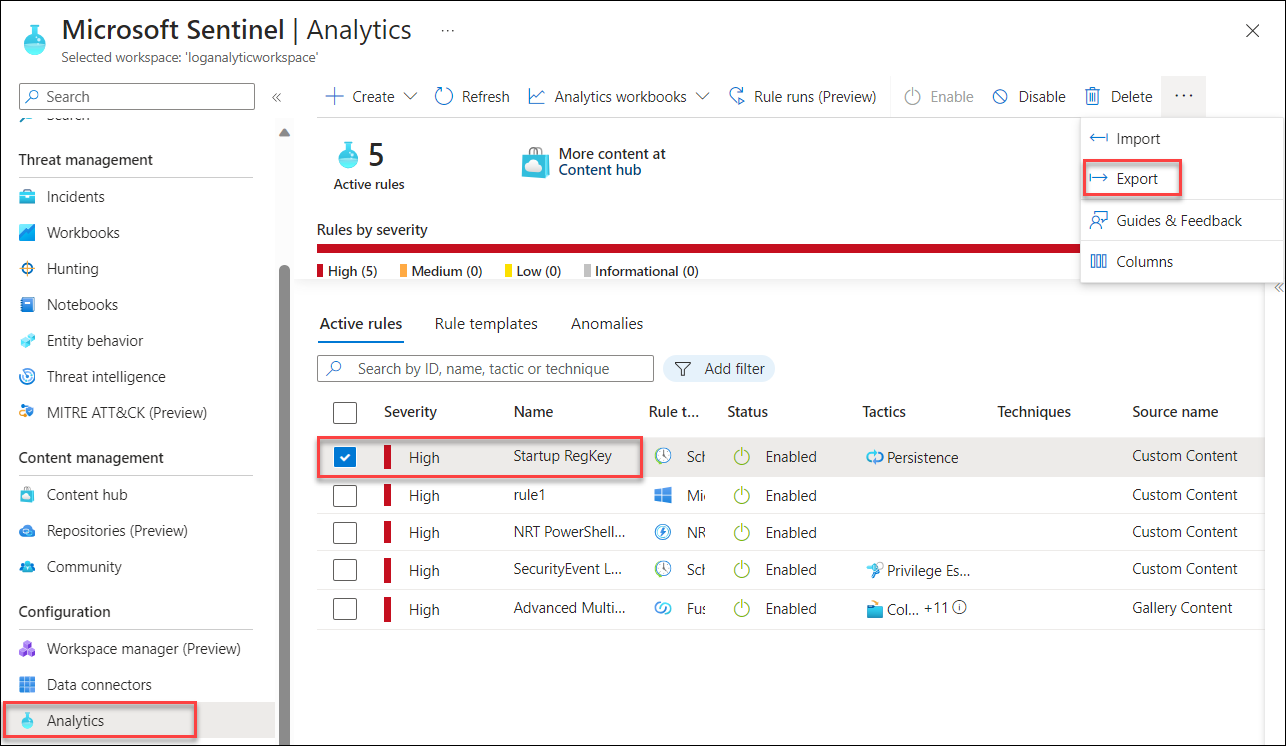 Microsoft Sentinel | Analytics ...
Selected workspace: 'loganalyticworkspace'
Search
«
Search
Threat management
Incidents
Workbooks
Hunting
Notebooks
Entity behavior
Threat intelligence
MITRE ATT&CK (Preview)
Content management
Content hub
Repositories (Preview)
Community
Configuration
Workspace manager (Preview)
Data connectors
Analytics
Create
Refresh
Analytics workbooks
Rule runs (Preview)
Enable
Disable
Delete
...
Import
Export
Guides & Feedback
Columns
5
Active rules
More content at
Content hub
Rules by severity
High (5) Medium (0) Low (0) Informational (0)
«
Active rules Rule templates Anomalies
Search by ID, name, tactic or technique
Add filter
Severity Name Rule t... Status Tactics Techniques Source name
High Startup RegKey Sch Enabled Persistence Custom Content
High rule1 Mi Enabled Custom Content
High NRT PowerShell... NR Enabled Custom Content
High SecurityEvent L... Sch Enabled Privilege Es... Custom Content
High Advanced Multi... Fus Enabled Col... +11 Gallery Content